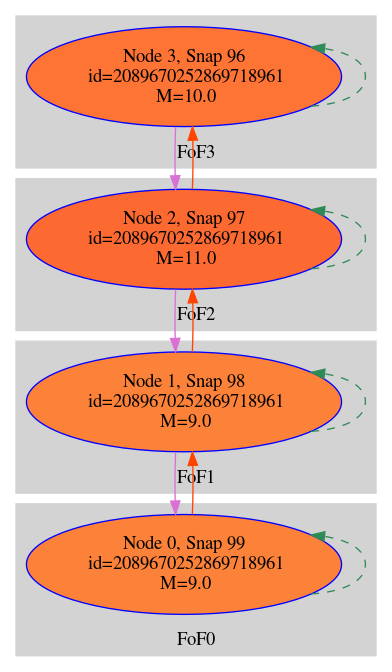 Node 3, Snap 96
id=2089670252869718961
M=10.0
FoF3
Node 2, Snap 97
id=2089670252869718961
M=11.0
FoF2
Node 1, Snap 98
id=2089670252869718961
M=9.0
FoF1
Node 0, Snap 99
id=2089670252869718961
M=9.0
FoF0